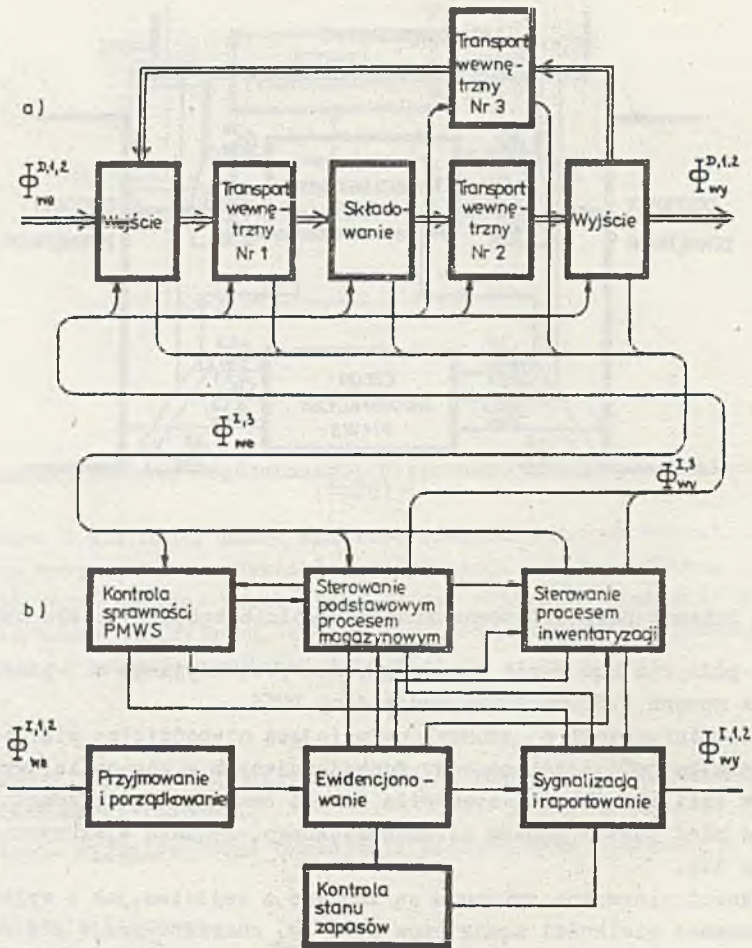 a)
Transport
wewnę-
trzny
Nr 3
Φ D,1,2 we
Wejście
Transport
wewnę-
trzny
Nr 1
Składo-
wanie
Transport
wewnę-
trzny
Nr 2
Wyjście
Φ D,1,2 wy
Φ I,3 we
Φ I,3 wy
b)
Kontrola
sprawności
PMWS
Sterowanie
podstawowym
procesem
magazynowym
Sterowanie
procesem
inwentaryzacji
Φ I,1,2 we
Przyjmowanie
i porządkowanie
Ewidencjono-
wanie
Sygnalizacja
i raportowanie
Φ I,1,2 wy
Kontrola
stanu
zapasów